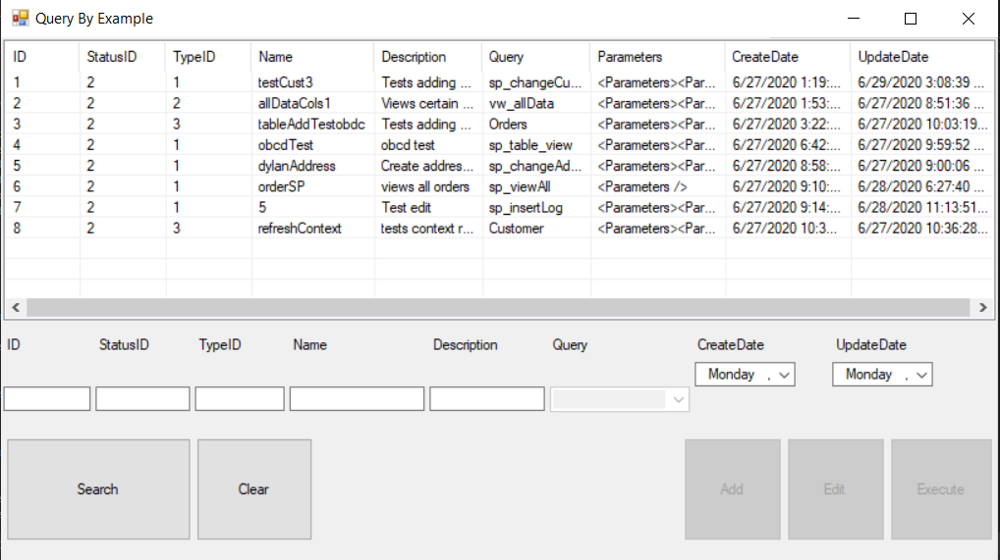 Query By Example
ID StatusID TypeID Name Description Query Parameters CreateDate UpdateDate
1 2 1 testCust3 Tests adding ... sp_changeCu... <Parameters><Par... 6/27/2020 1:19:... 6/29/2020 3:08:39 ...
2 2 2 allDataCols1 Views certain ... vw_allData <Parameters><Par... 6/27/2020 1:53:... 6/27/2020 8:51:36 ...
3 2 3 tableAddTestobdc Tests adding ... Orders <Parameters><Par... 6/27/2020 3:22:... 6/27/2020 10:03:19...
4 2 1 obcdTest obcd test sp_table_view <Parameters><Par... 6/27/2020 6:42:... 6/27/2020 9:59:52 ...
5 2 1 dylanAddress Create addres... sp_changeAd... <Parameters><Par... 6/27/2020 8:58:... 6/27/2020 9:00:06 ...
6 2 1 orderSP views all orders sp_viewAll <Parameters /> 6/27/2020 9:10:... 6/28/2020 6:27:40 ...
7 2 1 5 Test edit sp_insertLog <Parameters><Par... 6/27/2020 9:14:... 6/28/2020 11:13:51...
8 2 3 refreshContext tests context r... Customer <Parameters><Par... 6/27/2020 10:3... 6/27/2020 10:36:28...
ID StatusID TypeID Name Description Query CreateDate UpdateDate
Monday , Monday ,
Search Clear Add Edit Execute